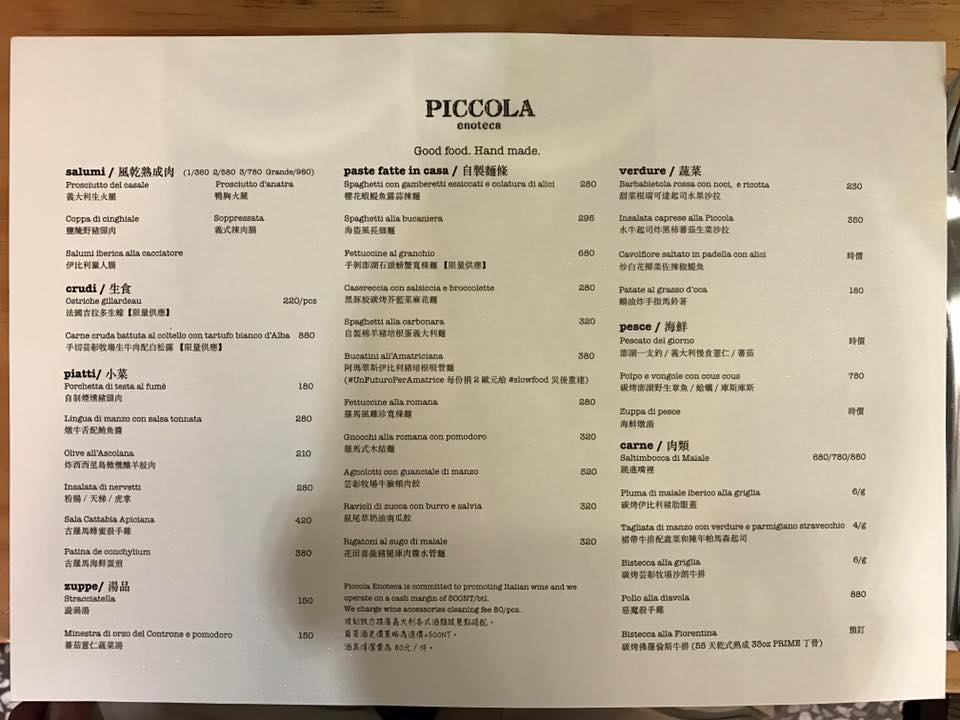 PICCOLA
enoteca
Good food. Hand made.
salumi / 風乾熟成肉 (1/360 2/580 3/780 Grande/980)
Prosciutto del casale Prosciutto d'anatra
義大利生火腿 鴨胸火腿
Coppa di cinghiale Soppressata
鹽醃野豬頸肉 義式辣肉腸
Salumi iberica alla cacciatore
伊比利獵人腸
crudi / 生食
Ostriche gillardeau 220/pcs
法國吉拉多生蠔【限量供應】
Carne cruda battuta al coltello con tartufo bianco d'Alba 880
手切芸彰牧場生牛肉配白松露【限量供應】
piatti/ 小菜
Porchetta di testa al fumè 180
自制煙燻豬頭肉
Lingua di manzo con salsa tonnata 280
燉牛舌配鮪魚醬
Olive all'Ascolana 210
炸西西里島橄欖釀羊絞肉
Insalata di nervetti 280
粉腸 / 天梯 / 虎掌
Sala Cattabia Apiciana 420
古羅馬蜂蜜殺手雞
Patina de conchylium 380
古羅馬海鮮蛋煎
zuppe/ 湯品
Stracciatella 150
漩渦湯
Minestra di orzo del Controne e pomodoro 150
蕃茄薏仁蔬菜湯
paste fatte in casa / 自製麵條
Spaghetti con gamberetti essicati e colatura di alici 280
櫻花蝦鯷魚露蒜辣麵
Spaghetti alla bucaniera 295
海盜風長細麵
Fettuccine al granchio 680
手剝澎湖石頭螃蟹寬條麵【限量供應】
Casereccia con salsiccia e broccolette 280
黑豚絞碳烤芥藍菜麻花麵
Spaghetti alla carbonara 320
自製棉羊豬培根蛋義大利麵
Bucatini all'Amatriciana 380
阿瑪翠斯伊比利豬培根吸管麵
(#UnFuturoPerAmatrice 每份捐 2 歐元給 #slowfood 災後重建)
Fettuccine alla romana 280
羅馬風雞珍寬條麵
Gnocchi alla romana con pomodoro 320
羅馬式木結麵
Agnolotti con guanciale di manzo 520
芸彰牧場牛臉頰肉餃
Ravioli di zucca con burro e salvia 320
鼠尾草奶油南瓜餃
Rigatoni al sugo di maiale 320
花田喜彘豬腿庫肉醬水管麵
Piccola Enoteca is committed to promoting Italian wine and we
operate on a cash margin of 500NT/btl.
We charge wine accessories cleaning fee 80/pcs.
玻刻致力推廣義大利各式酒類跟餐點搭配。
葡萄酒定價策略為進價+500NT。
酒具清潔費為 80元 / 件。
verdure / 蔬菜
Barbabietola rossa con noci, e ricotta 230
甜菜根瑞可達起司水果沙拉
Insalata caprese alla Piccola 350
水牛起司炸黑柿蕃茄生菜沙拉
Cavolfiore saltato in padella con alici 時價
炒白花椰菜佐辣椒鯷魚
Patate al grasso d'oca 180
鵝油炸手指馬鈴薯
pesce / 海鮮
Pescato del giorno 時價
澎湖一支釣 / 義大利慢食薏仁 / 蕃茄
Polpo e vongole con cous cous 780
碳烤澎湖野生章魚 / 蛤蠣 / 庫斯庫斯
Zuppa di pesce 時價
海鮮燉湯
carne / 肉類
Saltimbocca di Maiale 680/780/880
跳進嘴裡
Pluma di maiale iberico alla griglia 6/g
碳烤伊比利豬肋眼蓋
Tagliata di manzo con verdure e parmigiano stravecchio 4/g
裙帶牛排配蔬菜和陳年帕馬森起司
Bistecca alla griglia 6/g
碳烤芸彰牧場沙朗牛排
Pollo alla diavola 880
惡魔殺手雞
Bistecca alla Fiorentina 預訂
碳烤佛羅倫斯牛排 (55 天乾式熟成 35oz PRIME 丁骨)